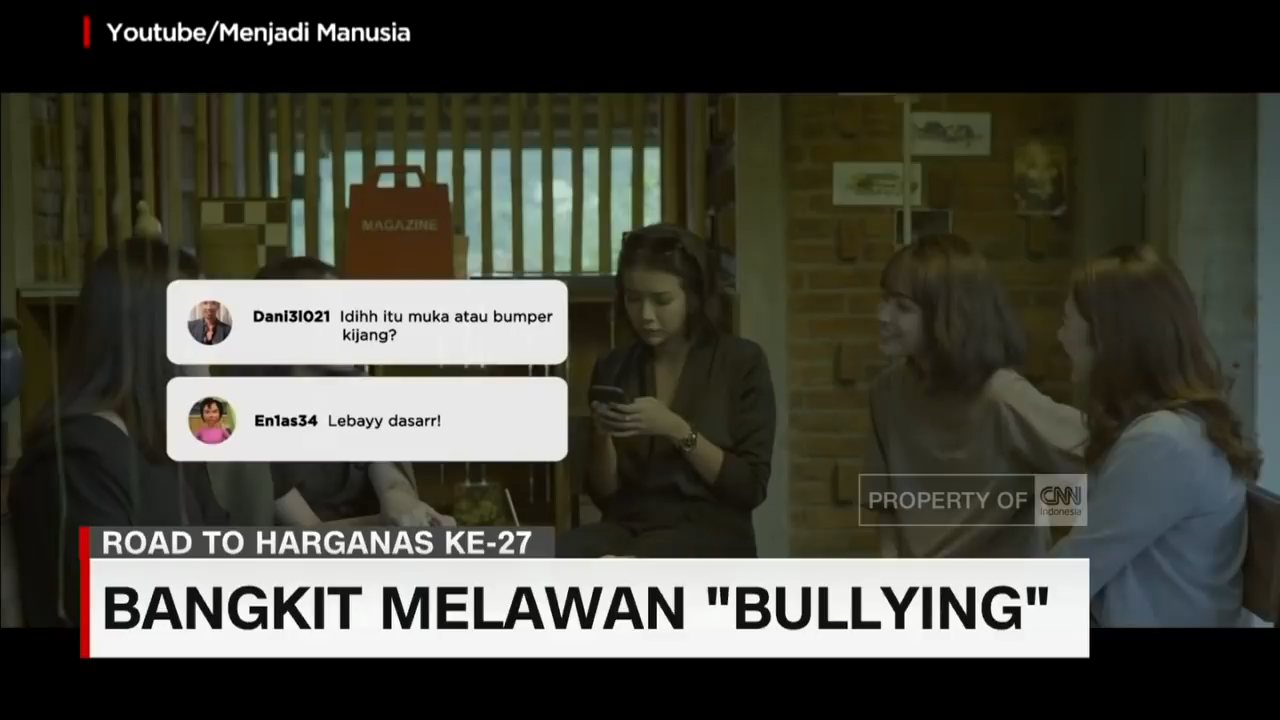 Youtube/Menjadi Manusia
MAGAZINE
Dani3l021 Idihh itu muka atau bumper
kijang?
En1as34 Lebayy dasarr!
PROPERTY OF CNN
Indonesia
ROAD TO HARGANAS KE-27
BANGKIT MELAWAN "BULLYING"